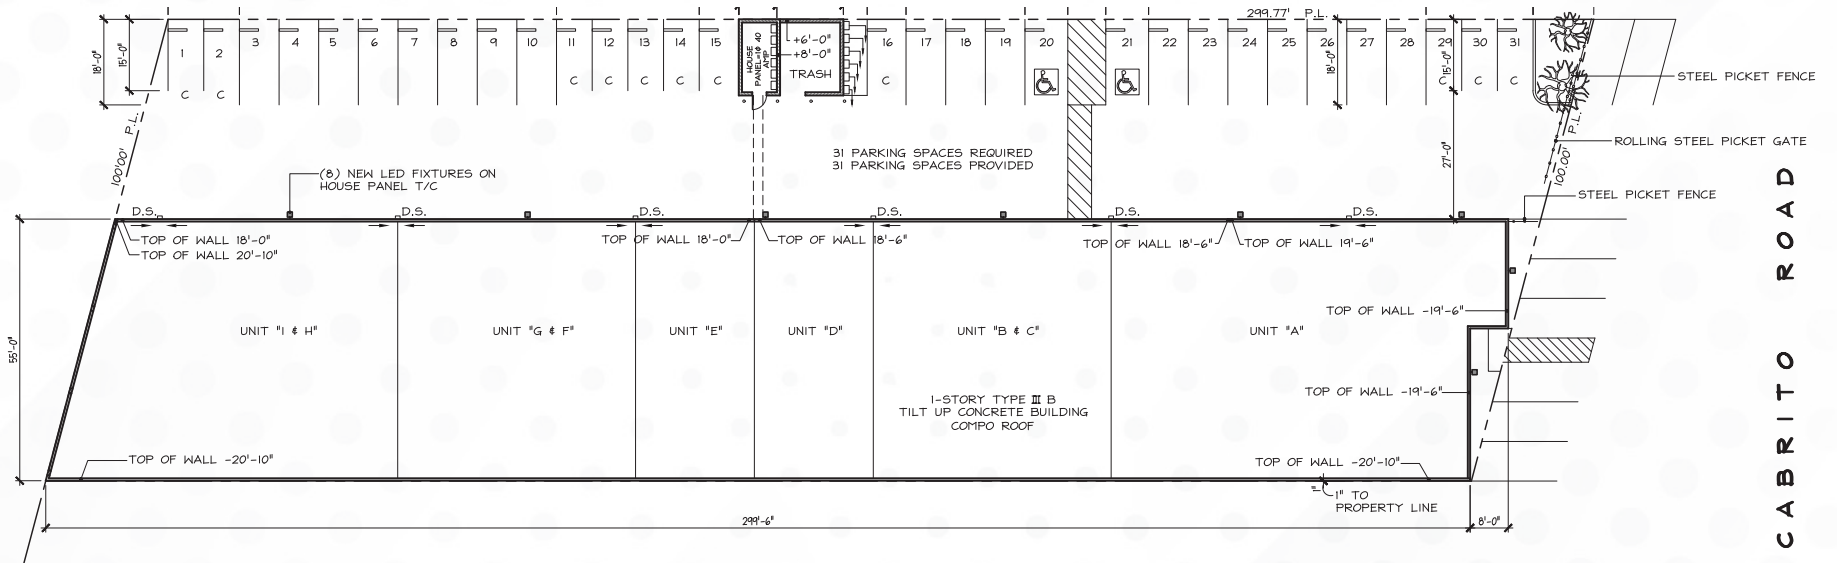 299.77' P.L.
18'-0"
15'-0"
1
2
3
4
5
6
7
8
9
10
11
12
13
14
15
HOUSE
PANEL=1ϕ 40
AMP
+6'-0"
+8'-0"
TRASH
16
17
18
19
20
21
22
23
24
25
26
27
28
29
30
31
C
C
C
C
C
C
C
C
C
C
C
18'-0"
15'-0"
STEEL PICKET FENCE
P.L.
100'00'
P.L.
100.00'
31 PARKING SPACES REQUIRED
31 PARKING SPACES PROVIDED
27'-0"
ROLLING STEEL PICKET GATE
(8) NEW LED FIXTURES ON
HOUSE PANEL T/C
STEEL PICKET FENCE
D.S.
D.S.
D.S.
D.S.
D.S.
D.S.
TOP OF WALL 18'-0"
TOP OF WALL 20'-10"
TOP OF WALL 18'-0"
TOP OF WALL 18'-6"
TOP OF WALL 18'-6"
TOP OF WALL 19'-6"
TOP OF WALL -19'-6"
55'-0"
UNIT "I & H"
UNIT "G & F"
UNIT "E"
UNIT "D"
UNIT "B & C"
UNIT "A"
TOP OF WALL -19'-6"
1-STORY TYPE III B
TILT UP CONCRETE BUILDING
COMPO ROOF
TOP OF WALL -20'-10"
TOP OF WALL -20'-10"
1" TO
PROPERTY LINE
299'-6"
8'-0"
CABRITO ROAD